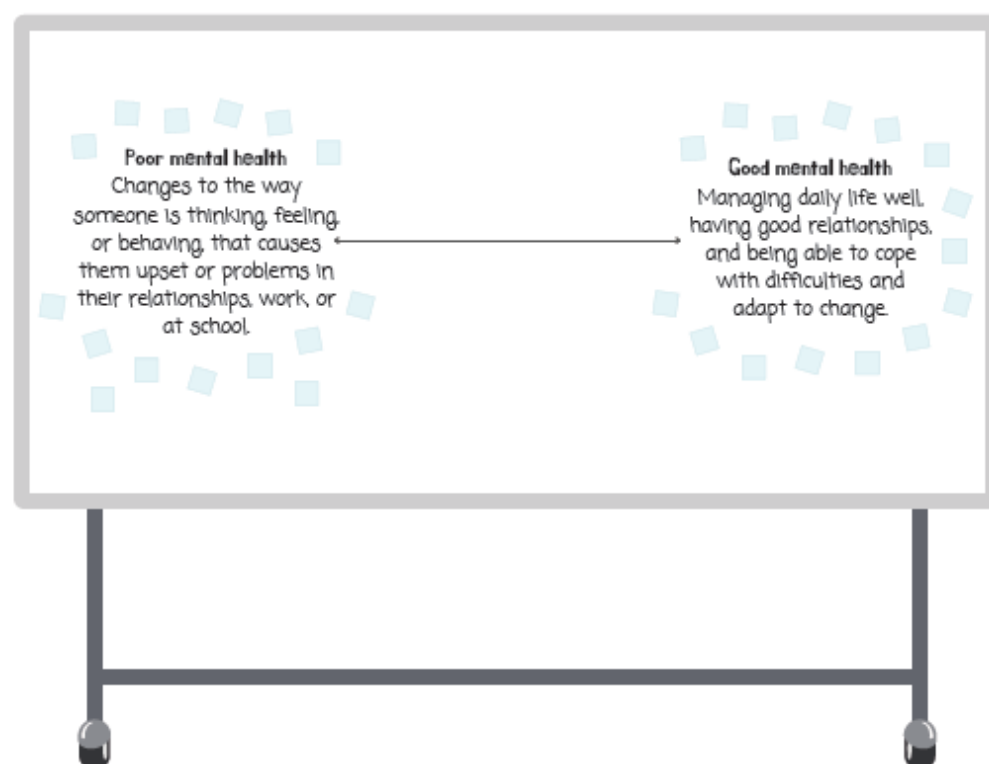 Poor mental health
Changes to the way
someone is thinking, feeling,
or behaving, that causes
them upset or problems in
their relationships, work, or
at school.
Good mental health
Managing daily life well,
having good relationships,
and being able to cope
with difficulties and
adapt to change.